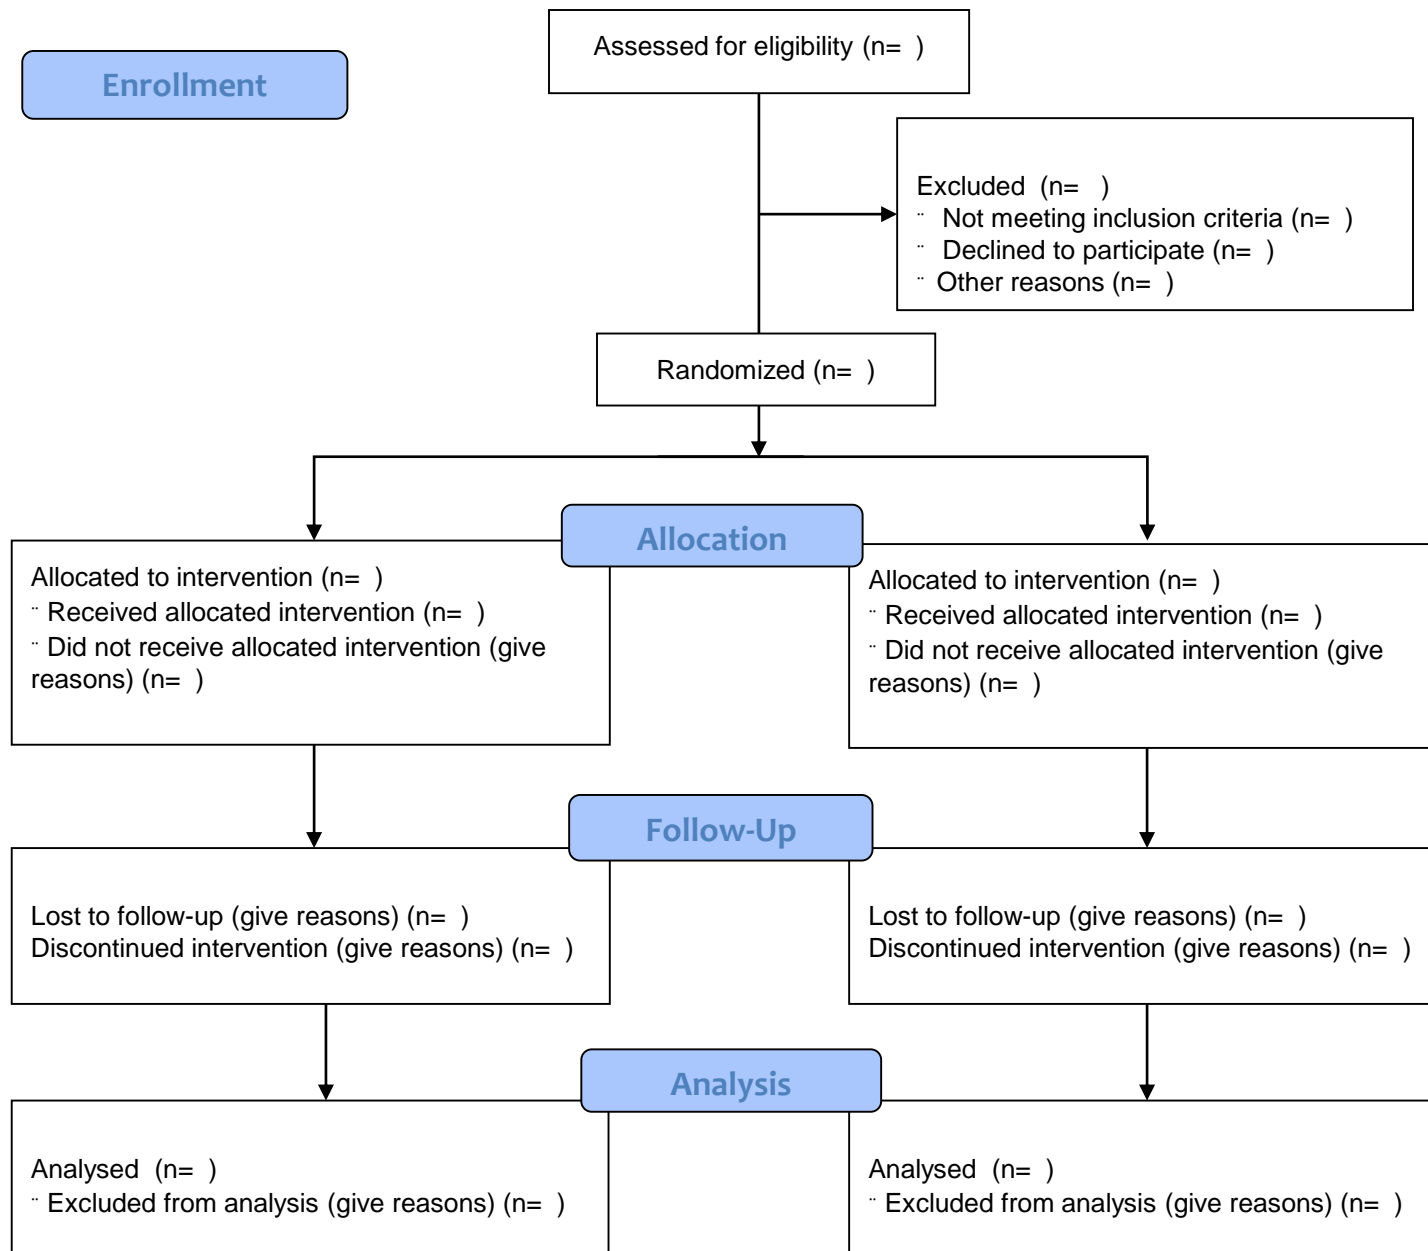 Assessed for eligibility (n=  )
Enrollment
Excluded  (n=   )
¨  Not meeting inclusion criteria (n=  )
¨  Declined to participate (n=  )
¨ Other reasons (n=  )
Randomized (n=  )
Allocation
Allocated to intervention (n=  )
¨ Received allocated intervention (n=  )
¨ Did not receive allocated intervention (give
reasons) (n=  )
Allocated to intervention (n=  )
¨ Received allocated intervention (n=  )
¨ Did not receive allocated intervention (give
reasons) (n=  )
Follow-Up
Lost to follow-up (give reasons) (n=  )
Discontinued intervention (give reasons) (n=  )
Lost to follow-up (give reasons) (n=  )
Discontinued intervention (give reasons) (n=  )
Analysis
Analysed  (n=  )
¨ Excluded from analysis (give reasons) (n=  )
Analysed  (n=  )
¨ Excluded from analysis (give reasons) (n=  )